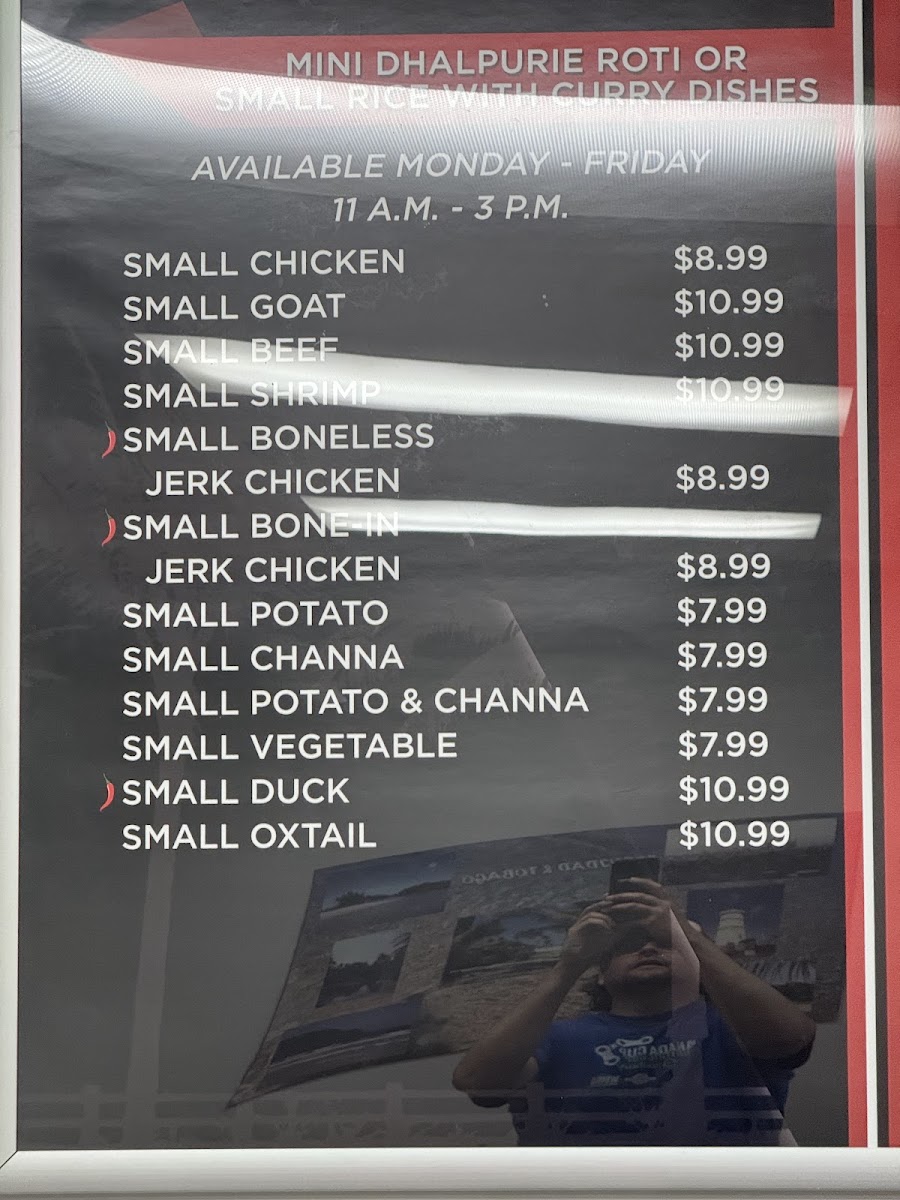 MINI DHALPURIE ROTI OR
SMALL RICE WITH CURRY DISHES
AVAILABLE MONDAY - FRIDAY
11 A.M. - 3 P.M.
SMALL CHICKEN $8.99
SMALL GOAT $10.99
SMALL BEEF $10.99
SMALL SHRIMP $10.99
SMALL BONELESS
JERK CHICKEN $8.99
SMALL BONE-IN
JERK CHICKEN $8.99
SMALL POTATO $7.99
SMALL CHANNA $7.99
SMALL POTATO & CHANNA $7.99
SMALL VEGETABLE $7.99
SMALL DUCK $10.99
SMALL OXTAIL $10.99
& TOBAGO